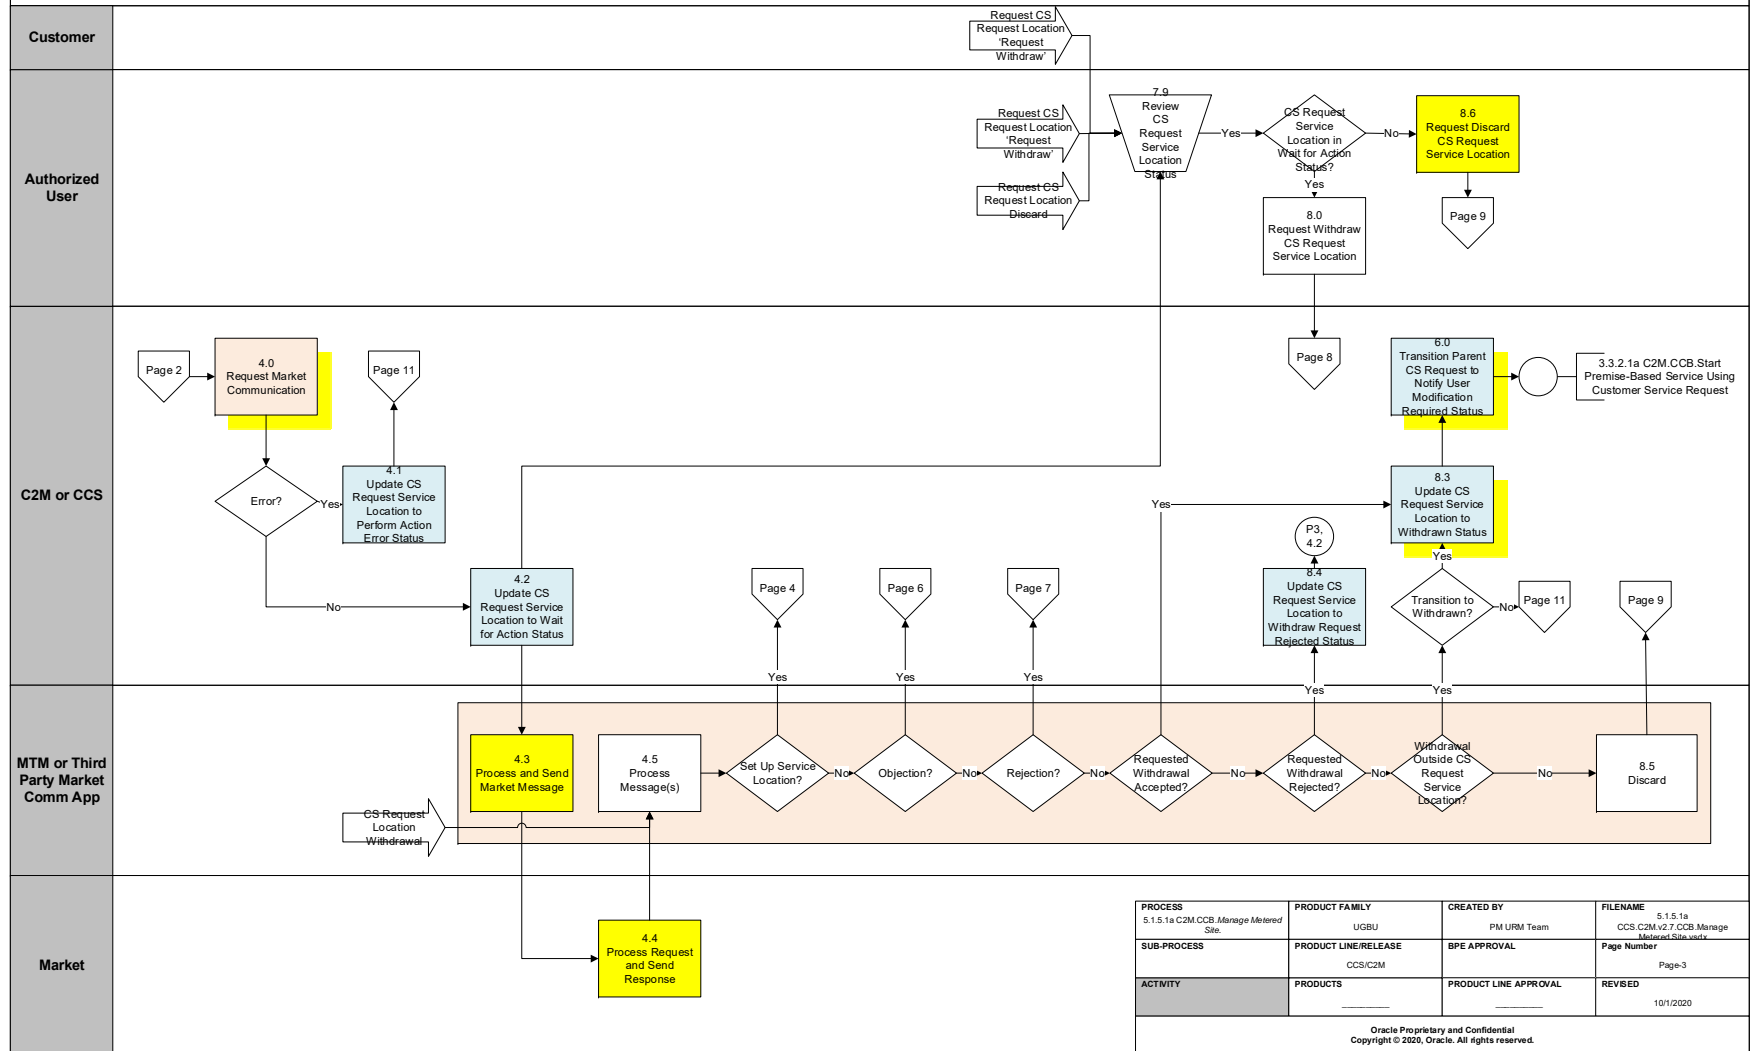 Customer
Request CS
Request Location
'Request
Withdraw'
Authorized
User
Request CS
Request Location
'Request
Withdraw'
Request CS
Request Location
Discard
7.9
Review
CS
Request
Service
Location
Status
Yes
CS Request
Service
Location in
Wait for Action
Status?
No
8.6
Request Discard
CS Request
Service Location
Page 9
Yes
8.0
Request Withdraw
CS Request
Service Location
C2M or CCS
Page 2
4.0
Request Market
Communication
Page 11
Error?
Yes
4.1
Update CS
Request Service
Location to
Perform Action
Error Status
No
4.2
Update CS
Request Service
Location to Wait
for Action Status
Page 8
6.0
Transition Parent
CS Request to
Notify User
Modification
Required Status
3.3.2.1a C2M.CCB.Start
Premise-Based Service Using
Customer Service Request
Yes
8.3
Update CS
Request Service
Location to
Withdrawn Status
P3,
4.2
8.4
Update CS
Request Service
Location to
Withdraw Request
Rejected Status
Yes
Transition to
Withdrawn?
No
Page 11
Page 9
Page 4
Page 6
Page 7
Yes
Yes
Yes
Yes
Yes
MTM or Third
Party Market
Comm App
4.3
Process and Send
Market Message
4.5
Process
Message(s)
Set Up Service
Location?
No
Objection?
No
Rejection?
No
Requested
Withdrawal
Accepted?
No
Requested
Withdrawal
Rejected?
No
Withdrawal
Outside CS
Request
Service
Location?
No
8.5
Discard
CS Request
Location
Withdrawal
Market
4.4
Process Request
and Send
Response
PROCESS
5.1.5.1a C2M.CCB.Manage Metered
Site.
PRODUCT FAMILY
UGBU
CREATED BY
PM URM Team
FILENAME
5.1.5.1a
CCS.C2M.v2.7.CCB.Manage
Metered Site.vsdx
SUB-PROCESS
PRODUCT LINE/RELEASE
CCS/C2M
BPE APPROVAL
Page Number
Page-3
ACTIVITY
PRODUCTS
PRODUCT LINE APPROVAL
REVISED
10/1/2020
Oracle Proprietary and Confidential
Copyright © 2020, Oracle. All rights reserved.